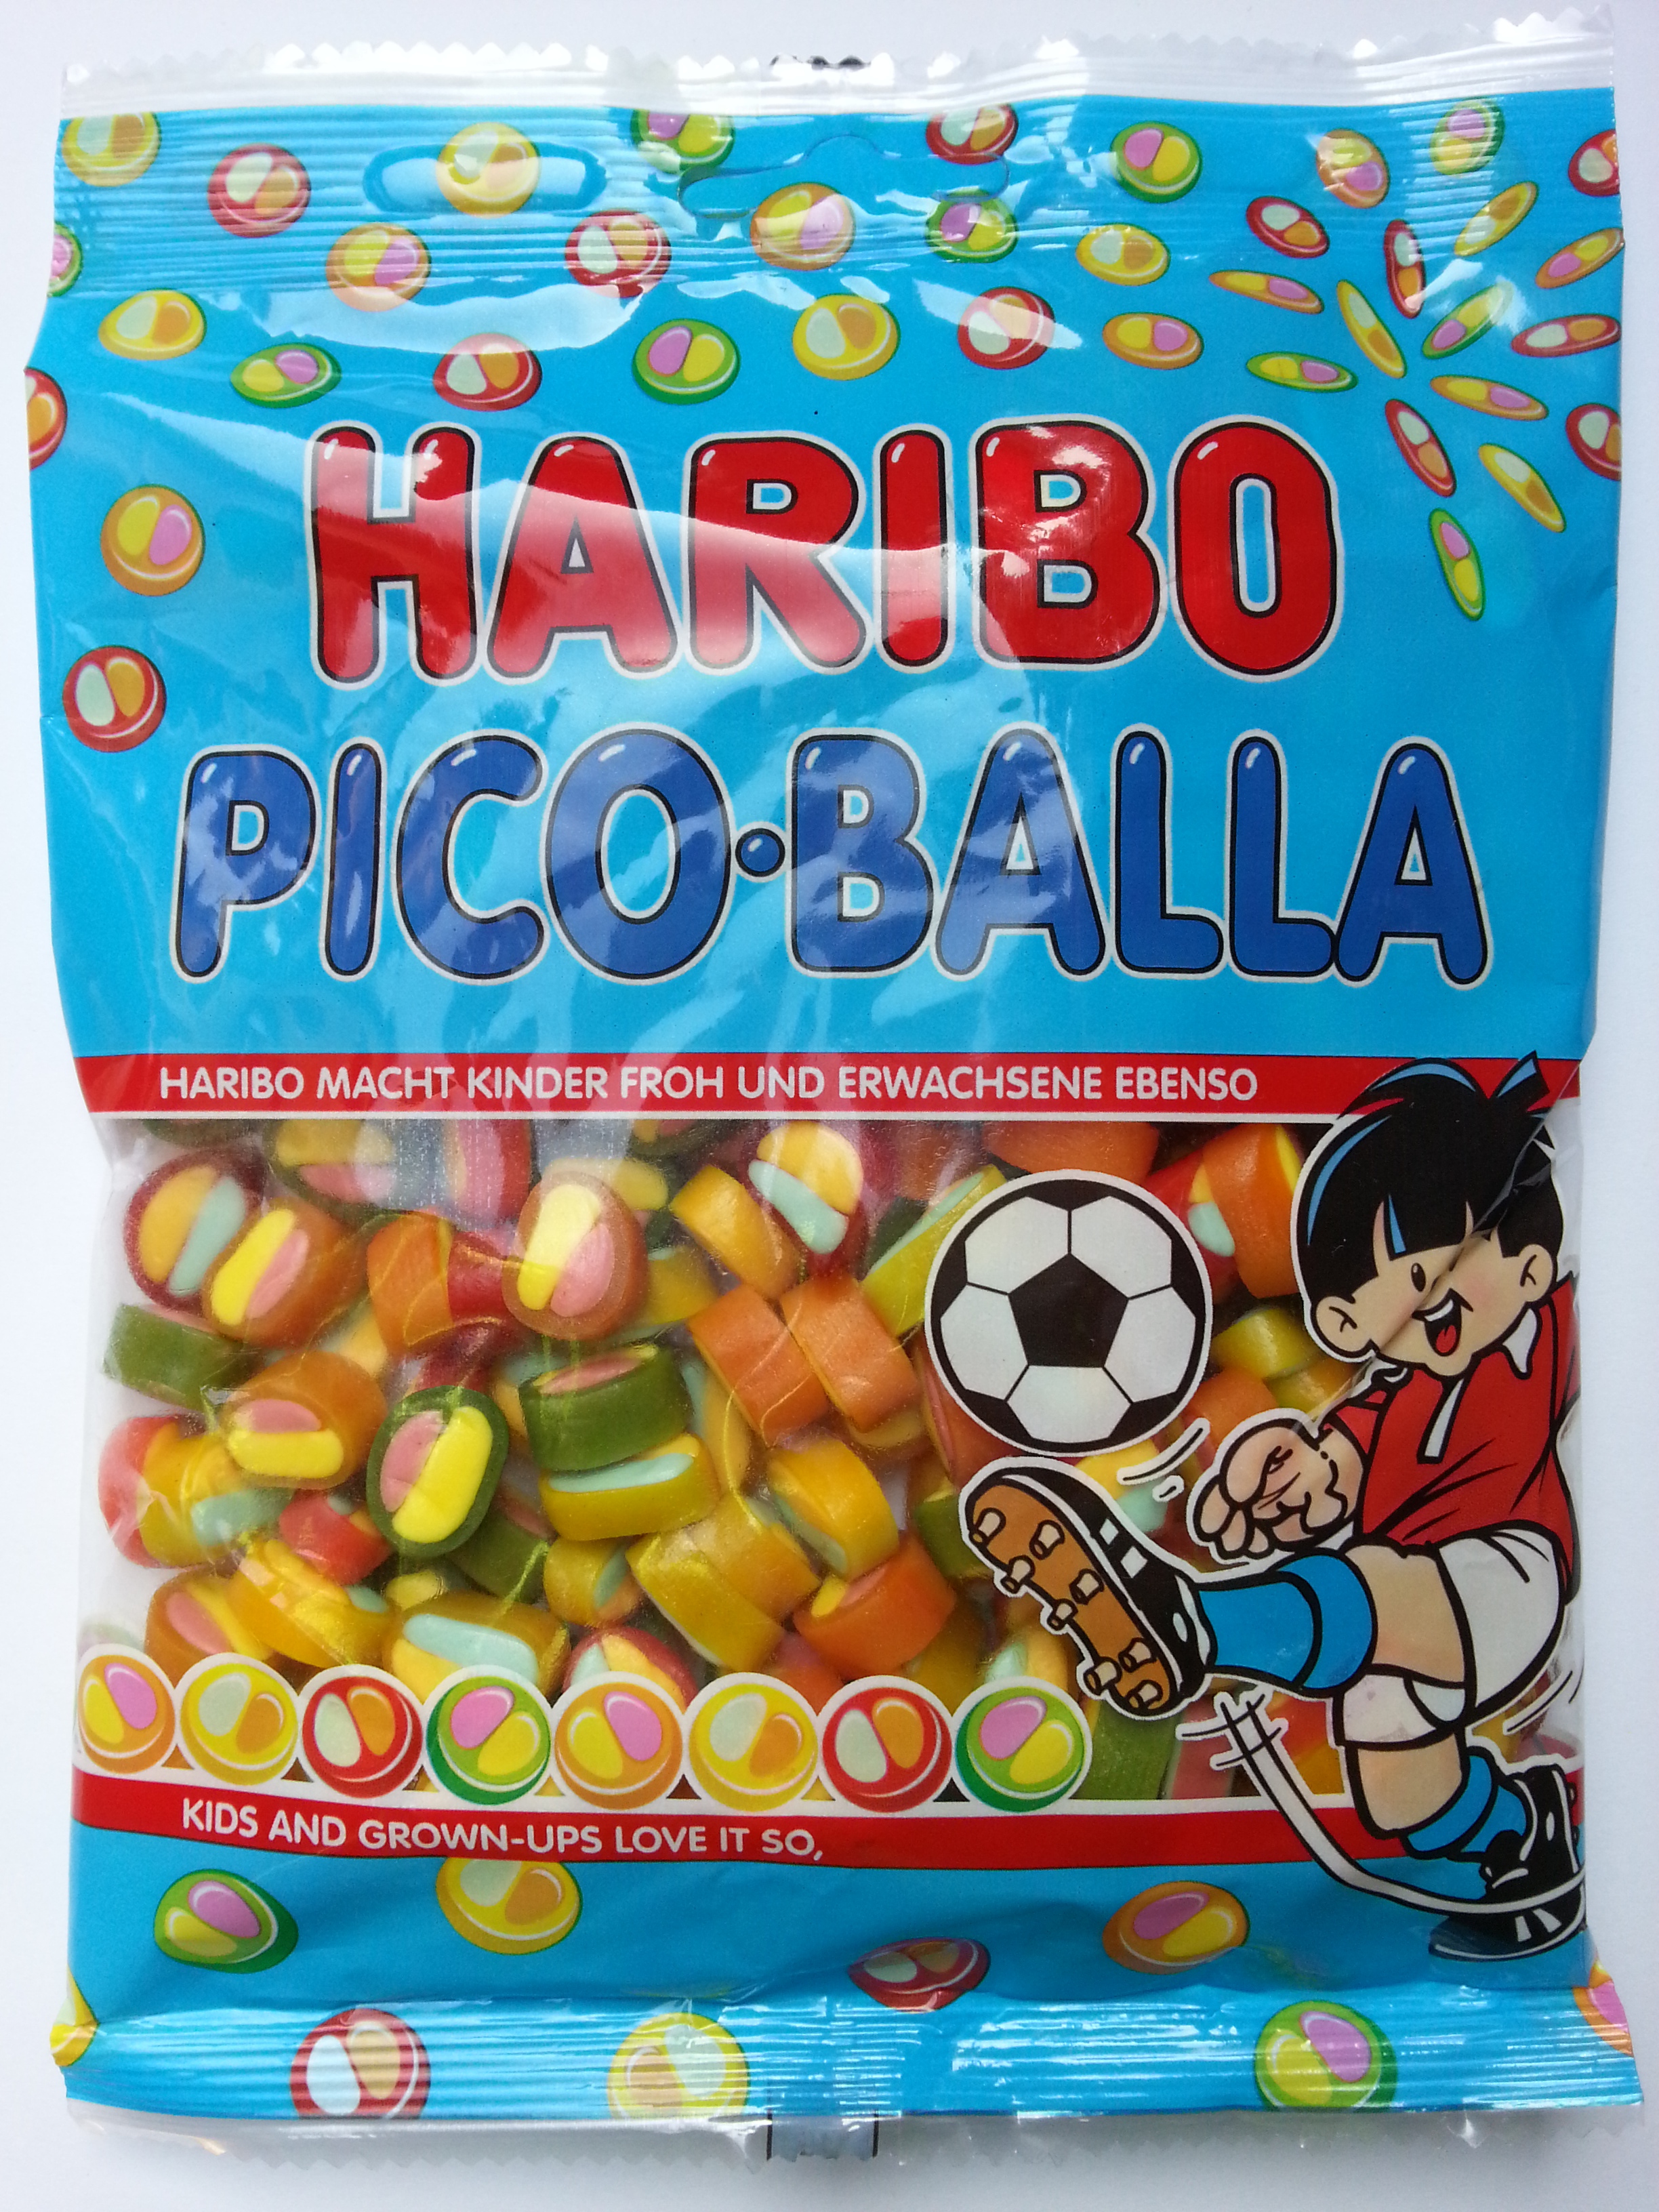 HARIBO
PICO•BALLA
HARIBO MACHT KINDER FROH UND ERWACHSENE EBENSO
KIDS AND GROWN-UPS LOVE IT SO,